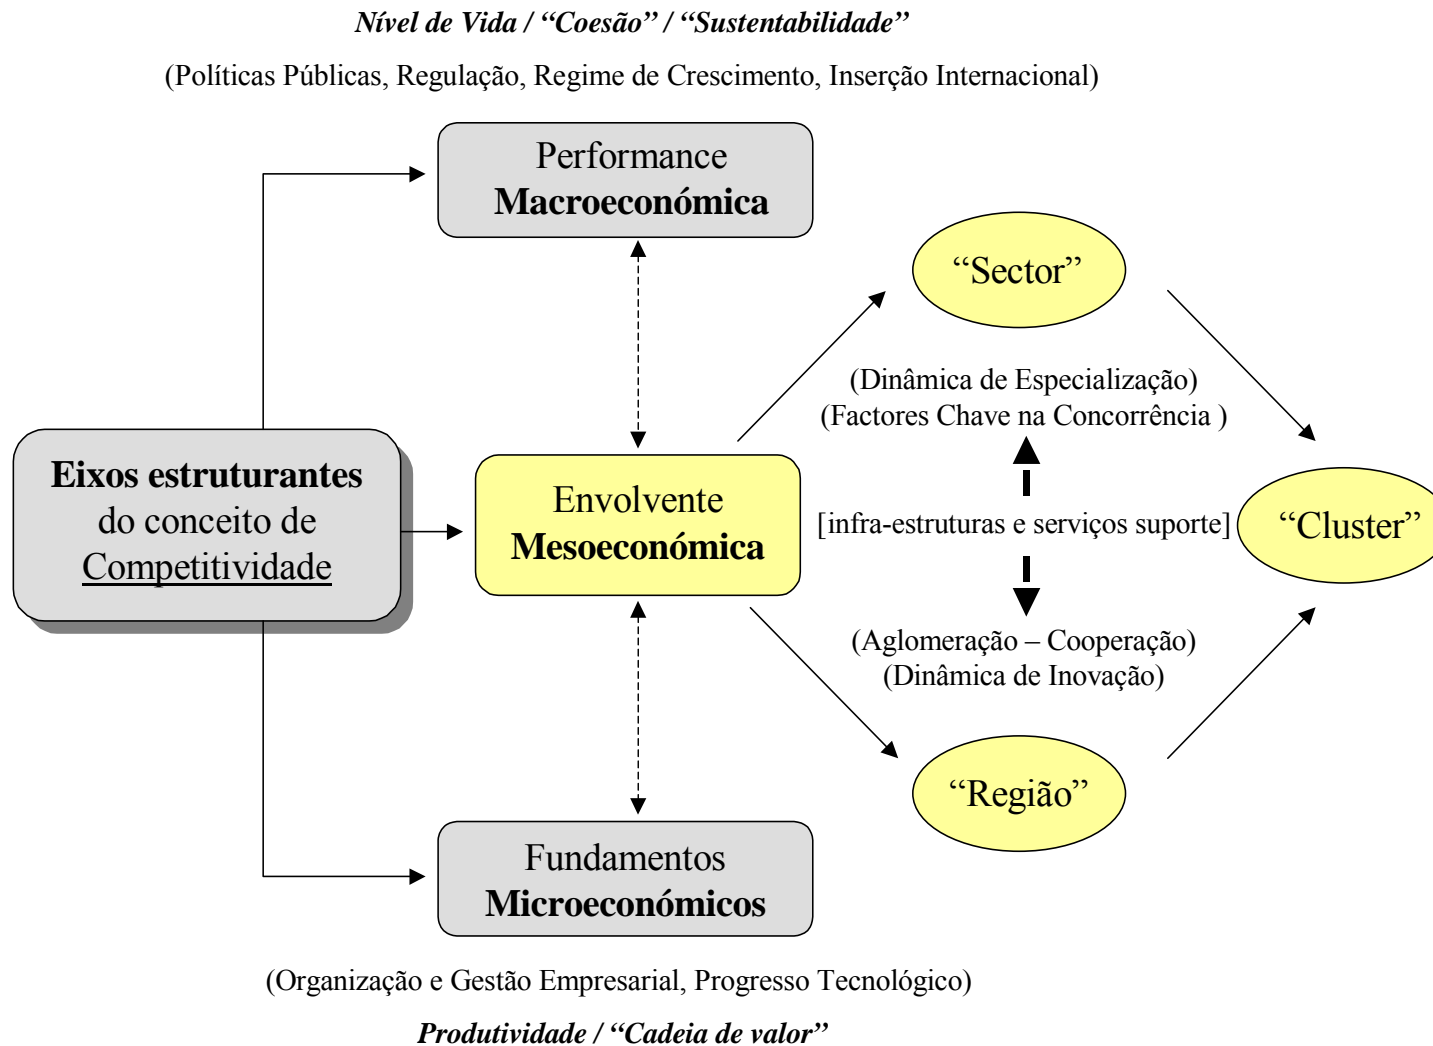 Nível de Vida / “Coesão” / “Sustentabilidade”
(Políticas Públicas, Regulação, Regime de Crescimento, Inserção Internacional)
Performance
Macroeconómica
“Sector”
(Dinâmica de Especialização)
(Factores Chave na Concorrência )
Eixos estruturantes
do conceito de
Competitividade
Envolvente
Mesoeconómica
[infra-estruturas e serviços suporte]
“Cluster”
(Aglomeração – Cooperação)
(Dinâmica de Inovação)
“Região”
Fundamentos
Microeconómicos
(Organização e Gestão Empresarial, Progresso Tecnológico)
Produtividade / “Cadeia de valor”